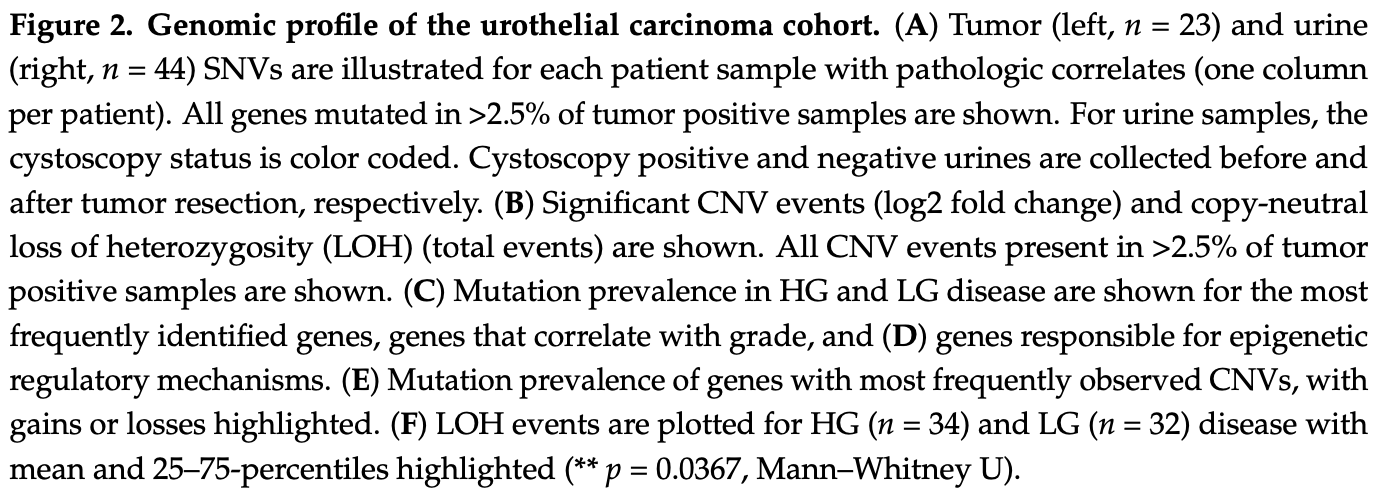 Figure 2. Genomic profile of the urothelial carcinoma cohort. (A) Tumor (left, n = 23) and urine
(right, n = 44) SNVs are illustrated for each patient sample with pathologic correlates (one column
per patient). All genes mutated in >2.5% of tumor positive samples are shown. For urine samples, the
cystoscopy status is color coded. Cystoscopy positive and negative urines are collected before and
after tumor resection, respectively. (B) Significant CNV events (log2 fold change) and copy-neutral
loss of heterozygosity (LOH) (total events) are shown. All CNV events present in >2.5% of tumor
positive samples are shown. (C) Mutation prevalence in HG and LG disease are shown for the most
frequently identified genes, genes that correlate with grade, and (D) genes responsible for epigenetic
regulatory mechanisms. (E) Mutation prevalence of genes with most frequently observed CNVs, with
gains or losses highlighted. (F) LOH events are plotted for HG (n = 34) and LG (n = 32) disease with
mean and 25–75-percentiles highlighted (** p = 0.0367, Mann–Whitney U).